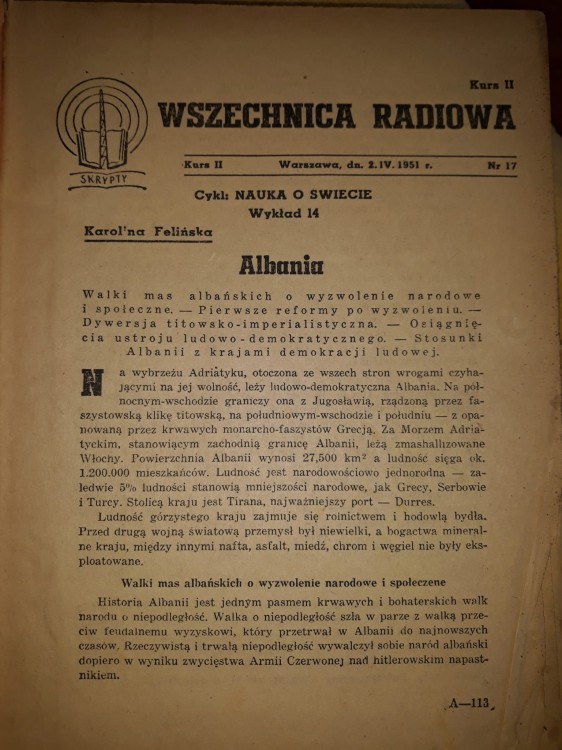 Kurs II
WSZECHNICA RADIOWA
SKRYPTY
Kurs II Warszawa, dn. 2.IV.1951 r. Nr 17
Cykl: NAUKA O SWIECIE
Wykład 14
Karol'na Felińska
Albania
Walki mas albańskich o wyzwolenie narodowe
i społeczne. — Pierwsze reformy po wyzwoleniu. —
Dywersja titowsko-imperialistyczna. — Osiągnię-
cia ustroju ludowo-demokratycznego. — Stosunki
Albanii z krajami demokracji ludowej.
Na wybrzeżu Adriatyku, otoczona ze wszech stron wrogami czyha-
jącymi na jej wolność, leży ludowo-demokratyczna Albania. Na pół-
nocnym-wschodzie graniczy ona z Jugosławią, rządzoną przez fa-
szystowską klikę titowską, na południowym-wschodzie i południu — z opa-
nowaną przez krwawych monarcho-faszystów Grecją. Za Morzem Adria-
tyckim, stanowiącym zachodnią granicę Albanii, leżą zmashallizowane
Włochy. Powierzchnia Albanii wynosi 27,500 km² a ludność sięga ok.
1.200.000 mieszkańców. Ludność jest narodowościowo jednorodna — za-
ledwie 5% ludności stanowią mniejszości narodowe, jak Grecy, Serbowie
i Turcy. Stolicą kraju jest Tirana, najważniejszy port — Durres.
Ludność górzystego kraju zajmuje się rolnictwem i hodowlą bydła.
Przed drugą wojną światową przemysł był niewielki, a bogactwa mineral-
ne kraju, między innymi nafta, asfalt, miedź, chrom i węgiel nie były eks-
ploatowane.
Walki mas albańskich o wyzwolenie narodowe i społeczene
Historia Albanii jest jednym pasmem krwawych i bohaterskich walk
narodu o niepodległość. Walka o niepodległość szła w parze z walką prze-
ciw feudalnemu wyzyskowi, który przetrwał w Albanii do najnowszych
czasów. Rzeczywistą i trwałą niepodległość wywalczył sobie naród albański
dopiero w wyniku zwycięstwa Armii Czerwonej nad hitlerowskim napast-
nikiem.
A—113